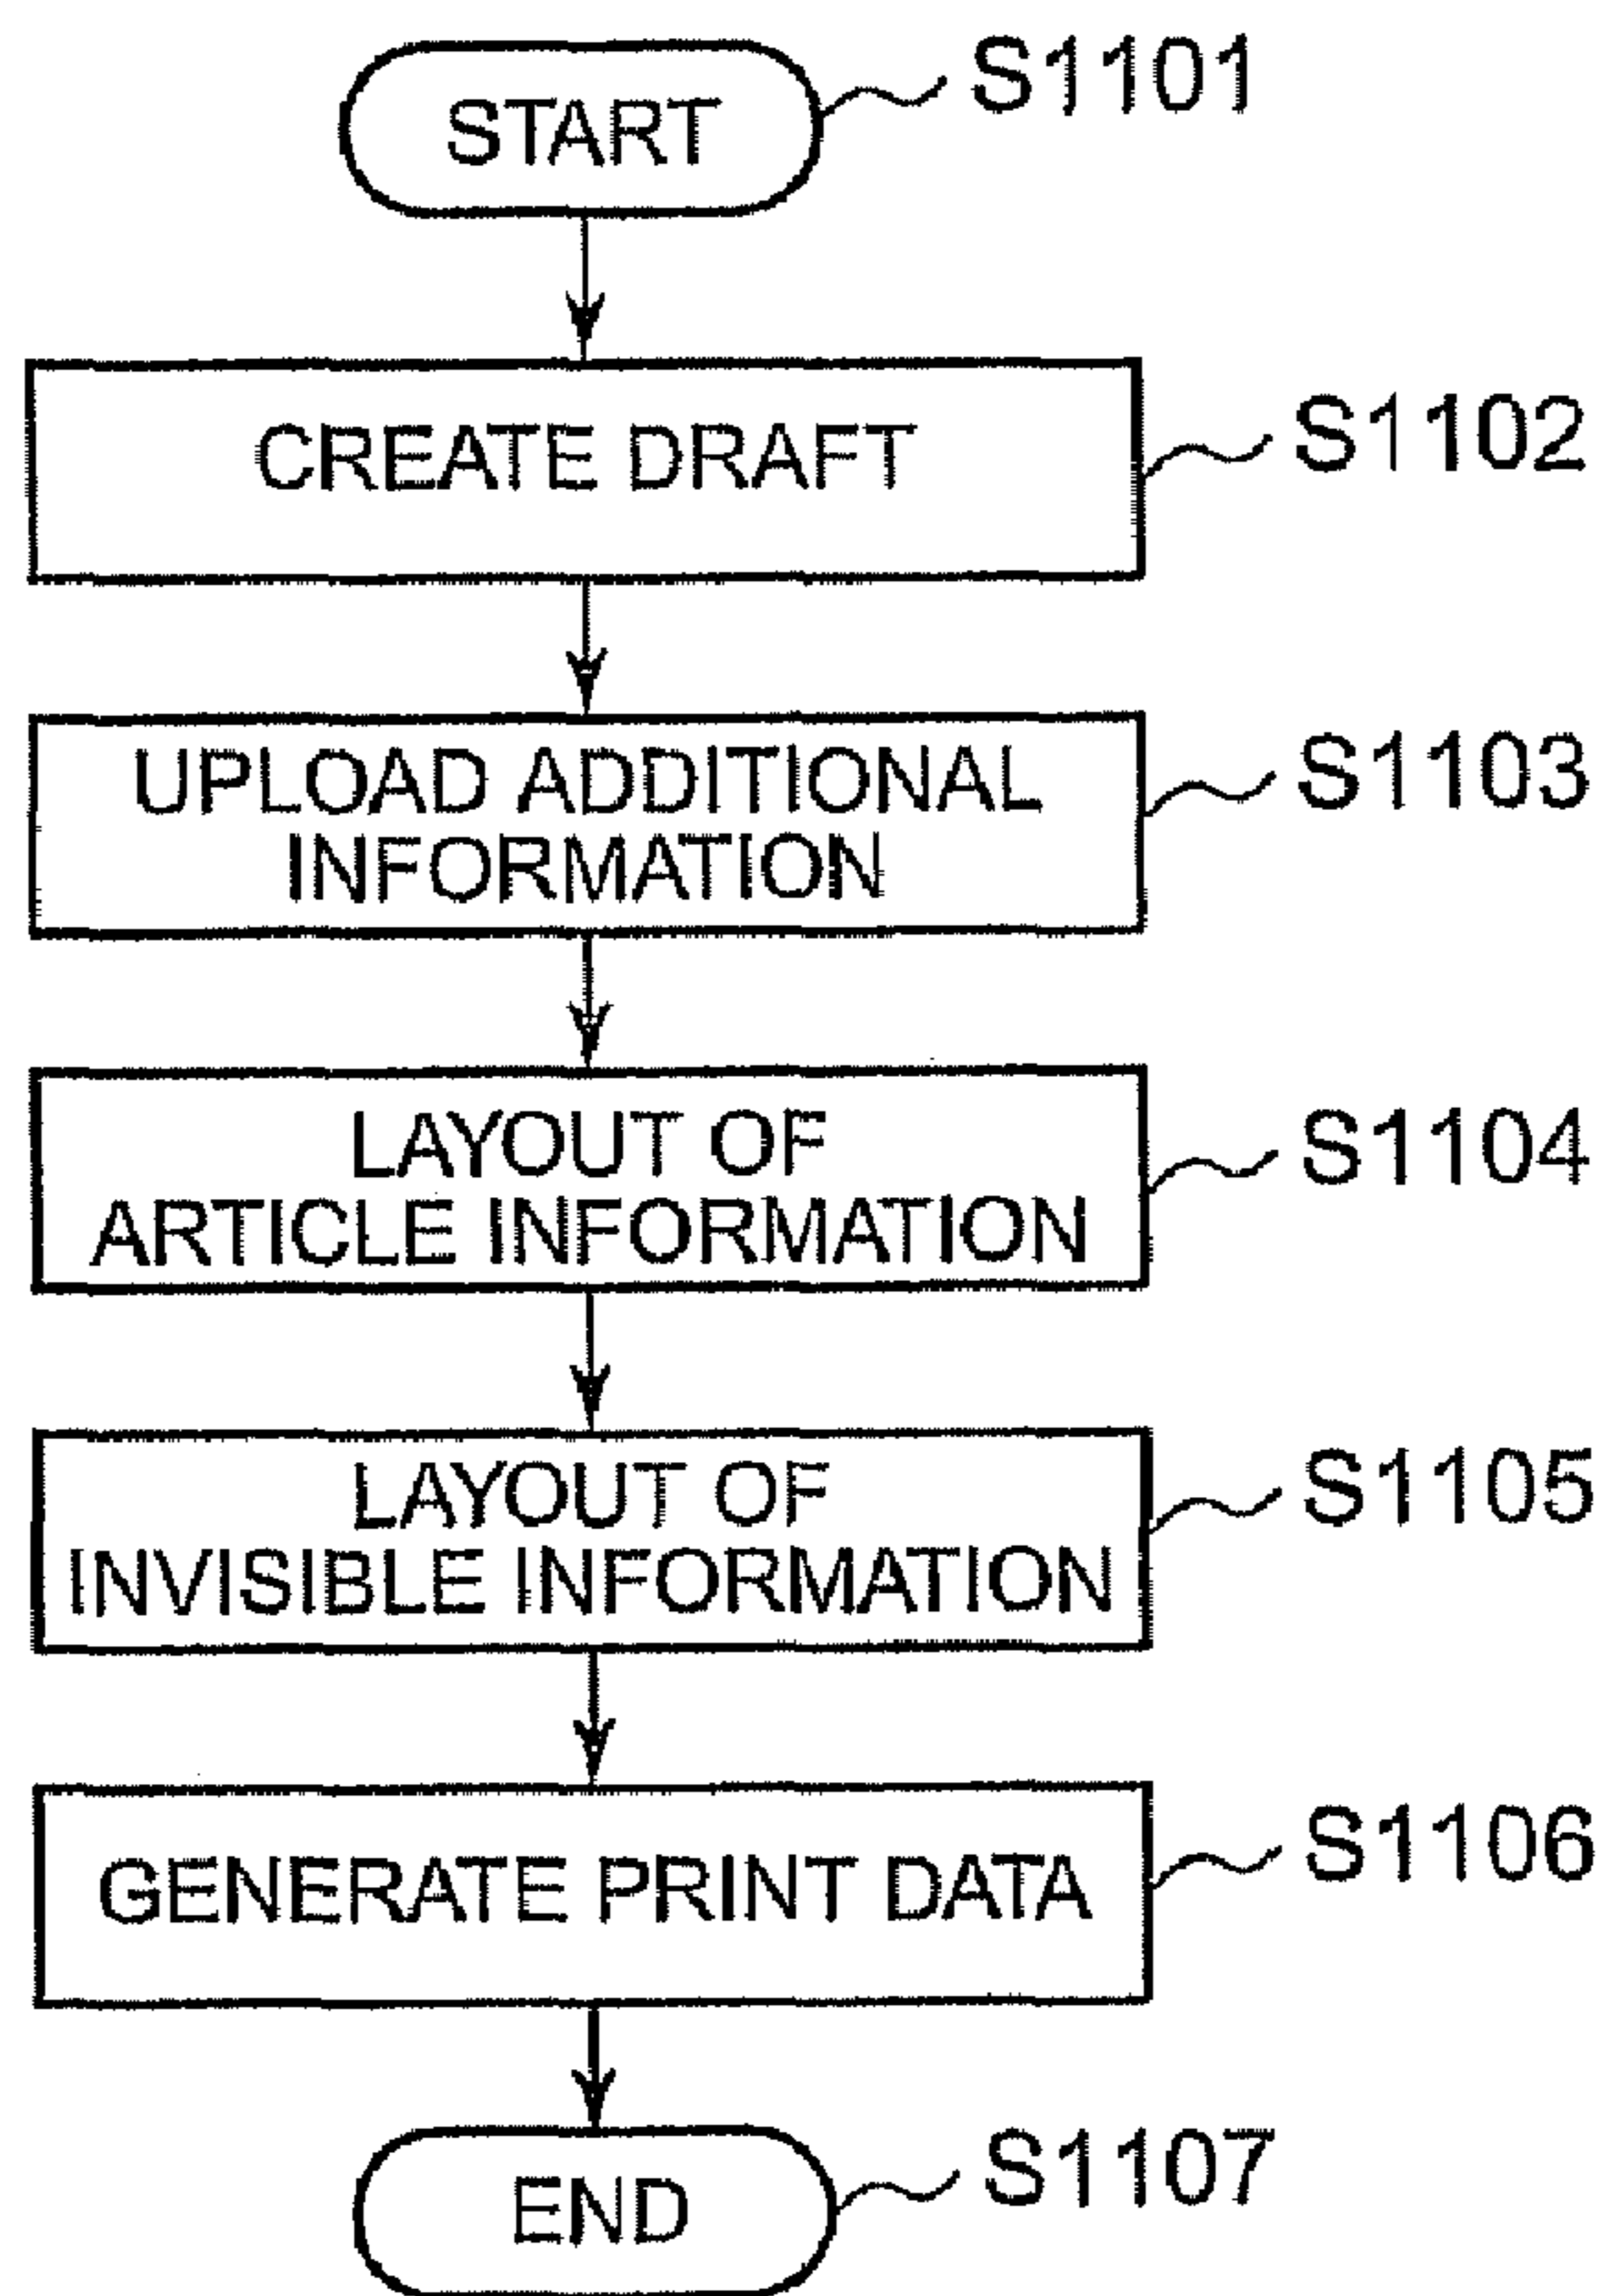 START
S1101
CREATE DRAFT
S1102
UPLOAD ADDITIONAL
INFORMATION
S1103
LAYOUT OF
ARTICLE INFORMATION
S1104
LAYOUT OF
INVISIBLE INFORMATION
S1105
GENERATE PRINT DATA
S1106
END
S1107